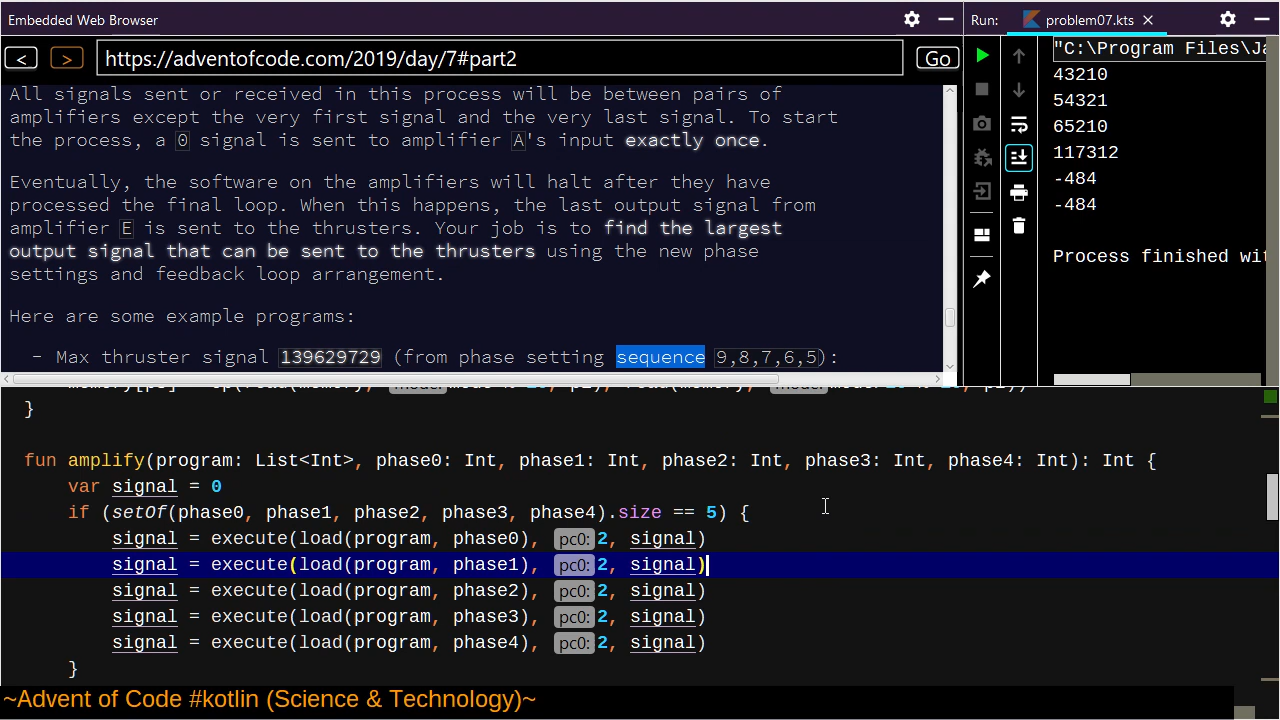 Embedded Web Browser
Run: problem07.kts
< > https://adventofcode.com/2019/day/7#part2 Go
All signals sent or received in this process will be between pairs of
amplifiers except the very first signal and the very last signal. To start
the process, a 0 signal is sent to amplifier A's input exactly once.
Eventually, the software on the amplifiers will halt after they have
processed the final loop. When this happens, the last output signal from
amplifier E is sent to the thrusters. Your job is to find the largest
output signal that can be sent to the thrusters using the new phase
settings and feedback loop arrangement.
Here are some example programs:
- Max thruster signal 139629729 (from phase setting sequence 9,8,7,6,5):
"C:\Program Files\Ja
43210
54321
65210
117312
-484
-484
Process finished wit
}
fun amplify(program: List<Int>, phase0: Int, phase1: Int, phase2: Int, phase3: Int, phase4: Int): Int {
var signal = 0
if (setOf(phase0, phase1, phase2, phase3, phase4).size == 5) {
signal = execute(load(program, phase0), pc0: 2, signal)
signal = execute(load(program, phase1), pc0: 2, signal)
signal = execute(load(program, phase2), pc0: 2, signal)
signal = execute(load(program, phase3), pc0: 2, signal)
signal = execute(load(program, phase4), pc0: 2, signal)
}
~Advent of Code #kotlin (Science & Technology)~